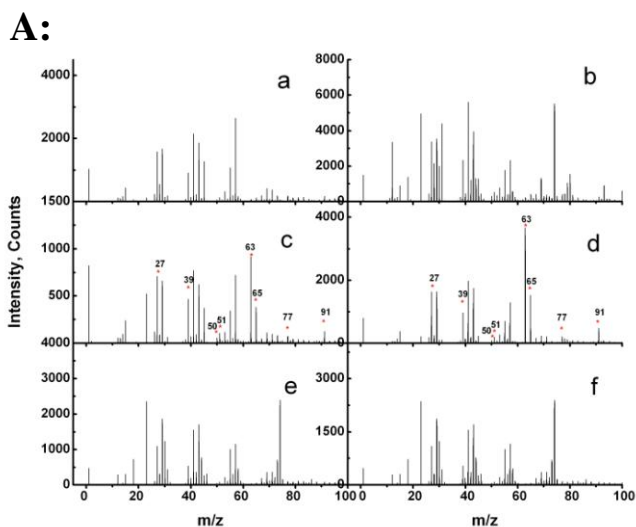 A:
a b
4000 2000 1500
8000 6000 4000 2000 0
Intensity, Counts
c d
1000 500 4000
4000 2000 0
27 39 50 51 63 65 77 91
27 39 50 51 63 65 77 91
e f
3000 2000 1000 0
3000 1500 0
0 20 40 60 80 100 0 20 40 60 80 100
m/z m/z